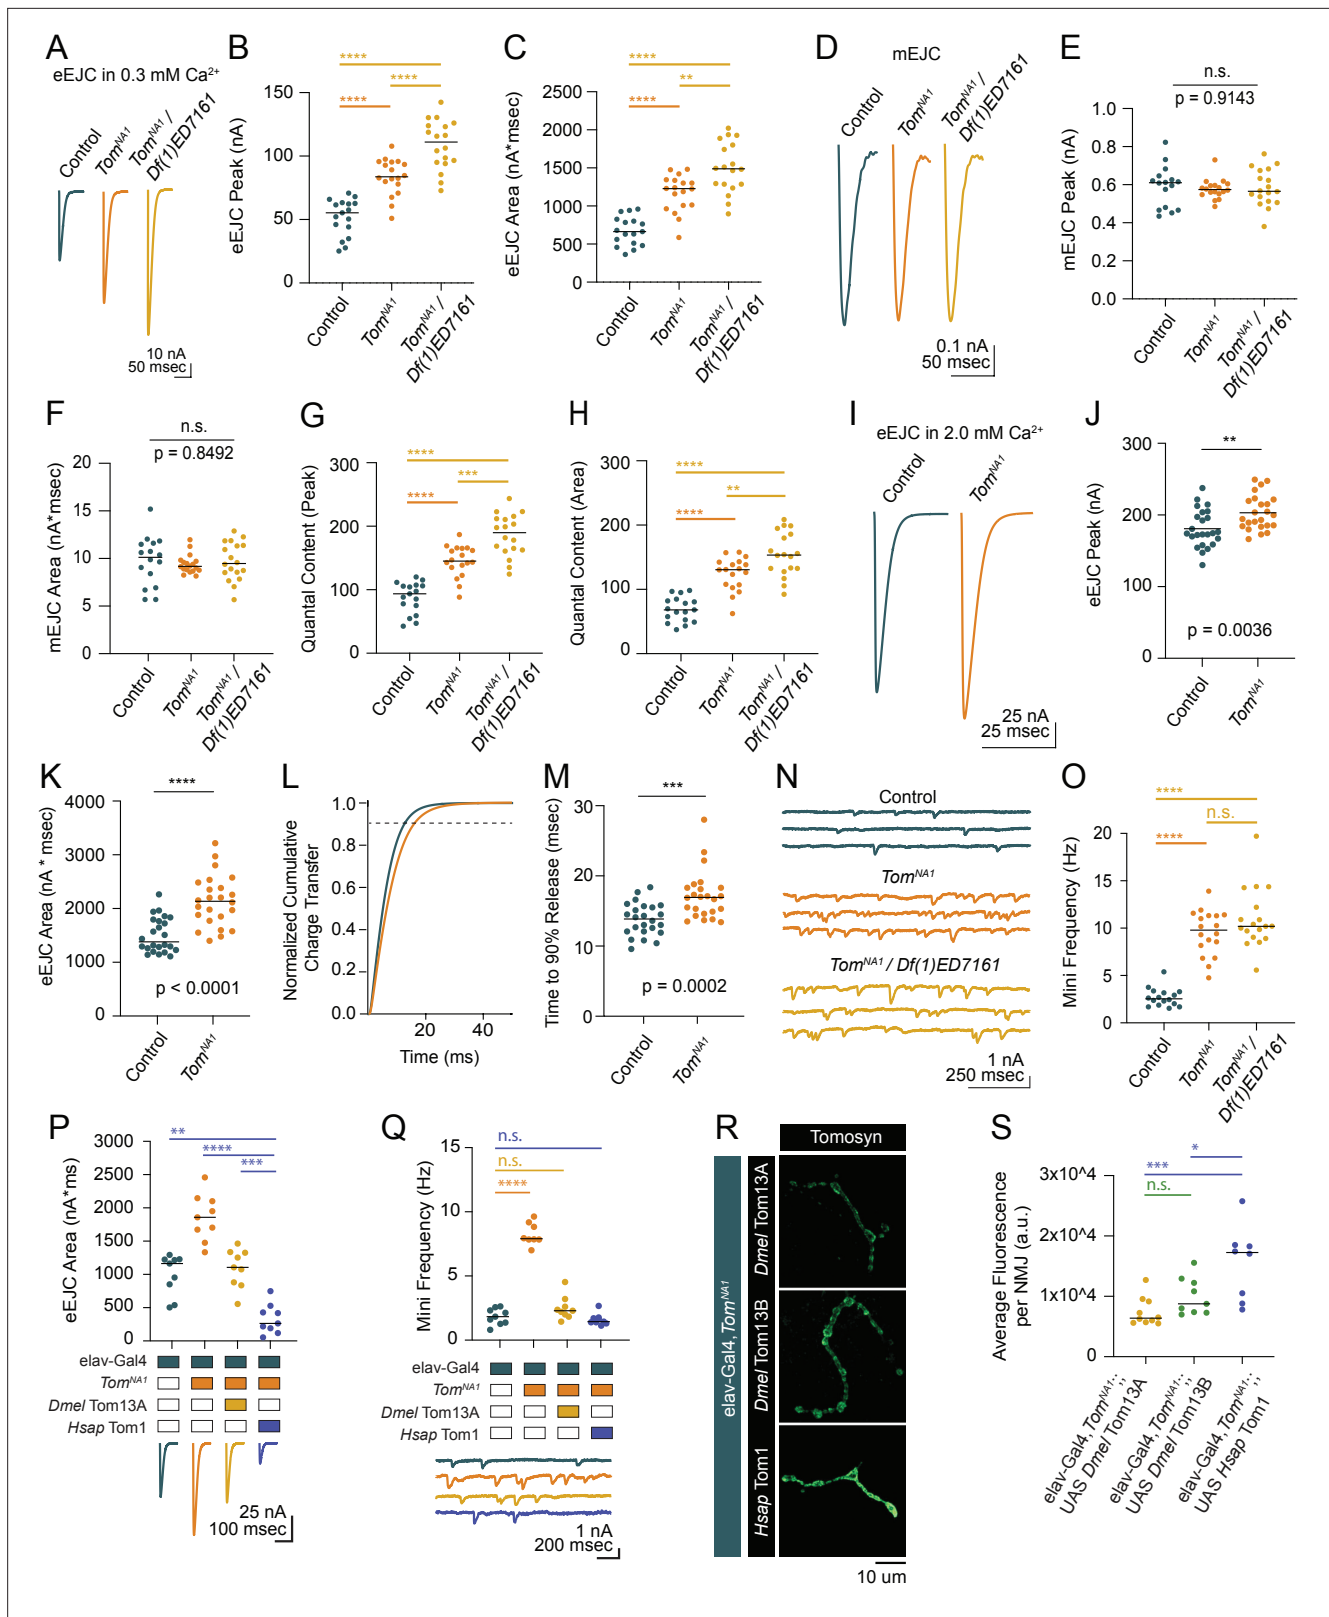 A
eEJC in 0.3 mM Ca²⁺
Control
Tomᴺᴬ¹
Tomᴺᴬ¹ /
Df(1)ED7161
10 nA
50 msec
B
****
****
****
eEJC Peak (nA)
150
100
50
0
Control
Tomᴺᴬ¹
Tomᴺᴬ¹ /
Df(1)ED7161
C
****
**
****
eEJC Area (nA*msec)
2500
2000
1500
1000
500
0
Control
Tomᴺᴬ¹
Tomᴺᴬ¹ /
Df(1)ED7161
D
mEJC
Control
Tomᴺᴬ¹
Tomᴺᴬ¹ /
Df(1)ED7161
0.1 nA
50 msec
E
n.s.
p = 0.9143
mEJC Peak (nA)
1.0
0.8
0.6
0.4
0.2
0.0
Control
Tomᴺᴬ¹
Tomᴺᴬ¹ /
Df(1)ED7161
F
n.s.
p = 0.8492
mEJC Area (nA*msec)
20
15
10
5
0
Control
Tomᴺᴬ¹
Tomᴺᴬ¹ /
Df(1)ED7161
G
****
***
****
Quantal Content (Peak)
300
200
100
0
Control
Tomᴺᴬ¹
Tomᴺᴬ¹ /
Df(1)ED7161
H
****
**
****
Quantal Content (Area)
300
200
100
0
Control
Tomᴺᴬ¹
Tomᴺᴬ¹ /
Df(1)ED7161
I
eEJC in 2.0 mM Ca²⁺
Control
Tomᴺᴬ¹
25 nA
25 msec
J
**
eEJC Peak (nA)
300
200
100
0
p = 0.0036
Control
Tomᴺᴬ¹
K
****
eEJC Area (nA * msec)
4000
3000
2000
1000
0
p < 0.0001
Control
Tomᴺᴬ¹
L
Normalized Cumulative
Charge Transfer
1.0
0.8
0.6
0.4
0.2
0.0
20
40
Time (ms)
M
***
Time to 90% Release (msec)
30
20
10
0
p = 0.0002
Control
Tomᴺᴬ¹
N
Control
Tomᴺᴬ¹
Tomᴺᴬ¹ / Df(1)ED7161
1 nA
250 msec
O
****
n.s.
****
Mini Frequency (Hz)
20
15
10
5
0
Control
Tomᴺᴬ¹
Tomᴺᴬ¹ /
Df(1)ED7161
P
**
****
***
eEJC Area (nA*ms)
3000
2500
2000
1500
1000
500
0
elav-Gal4
Tomᴺᴬ¹
Dmel Tom13A
Hsap Tom1
25 nA
100 msec
Q
n.s.
n.s.
****
Mini Frequency (Hz)
15
10
5
0
elav-Gal4
Tomᴺᴬ¹
Dmel Tom13A
Hsap Tom1
1 nA
200 msec
R
Tomosyn
elav-Gal4,Tomᴺᴬ¹
Dmel Tom13A
Dmel Tom13B
Hsap Tom1
10 um
S
*
***
n.s.
Average Fluorescence
per NMJ (a.u.)
3x10^4
2x10^4
1x10^4
0
elav-Gal4,Tomᴺᴬ¹;;
UAS Dmel Tom13A
elav-Gal4,Tomᴺᴬ¹;;
UAS Dmel Tom13B
elav-Gal4,Tomᴺᴬ¹;;
UAS Hsap Tom1